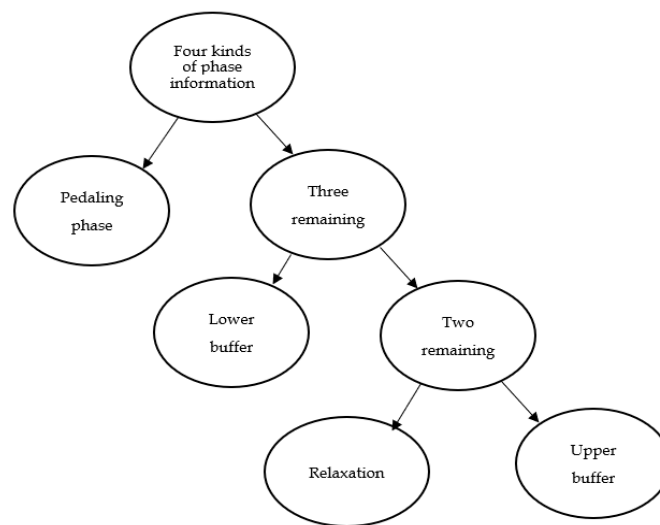 Four kinds
of phase
information
Pedaling
phase
Three
remaining
Lower
buffer
Two
remaining
Relaxation
Upper
buffer